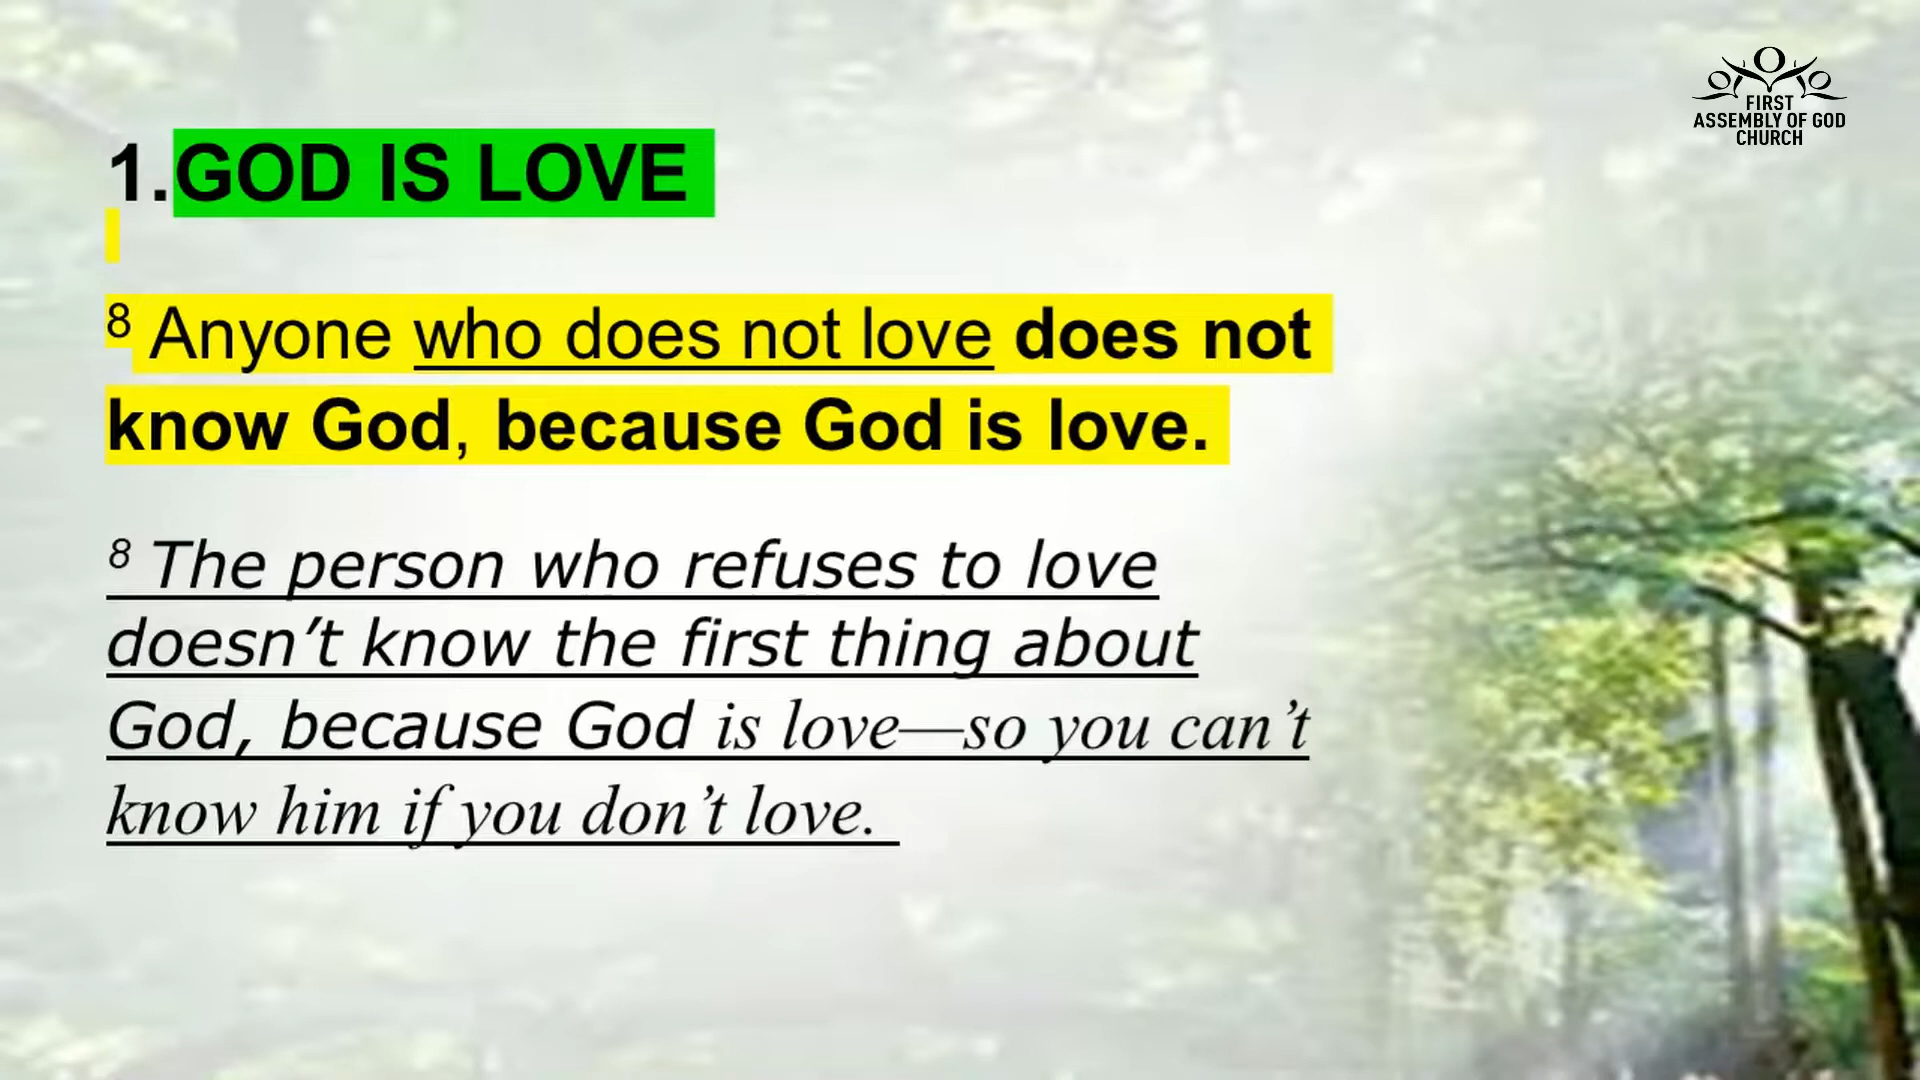 FIRST
ASSEMBLY OF GOD
CHURCH
1.GOD IS LOVE
8 Anyone who does not love does not
know God, because God is love.
8 The person who refuses to love
doesn’t know the first thing about
God, because God is love—so you can’t
know him if you don’t love.